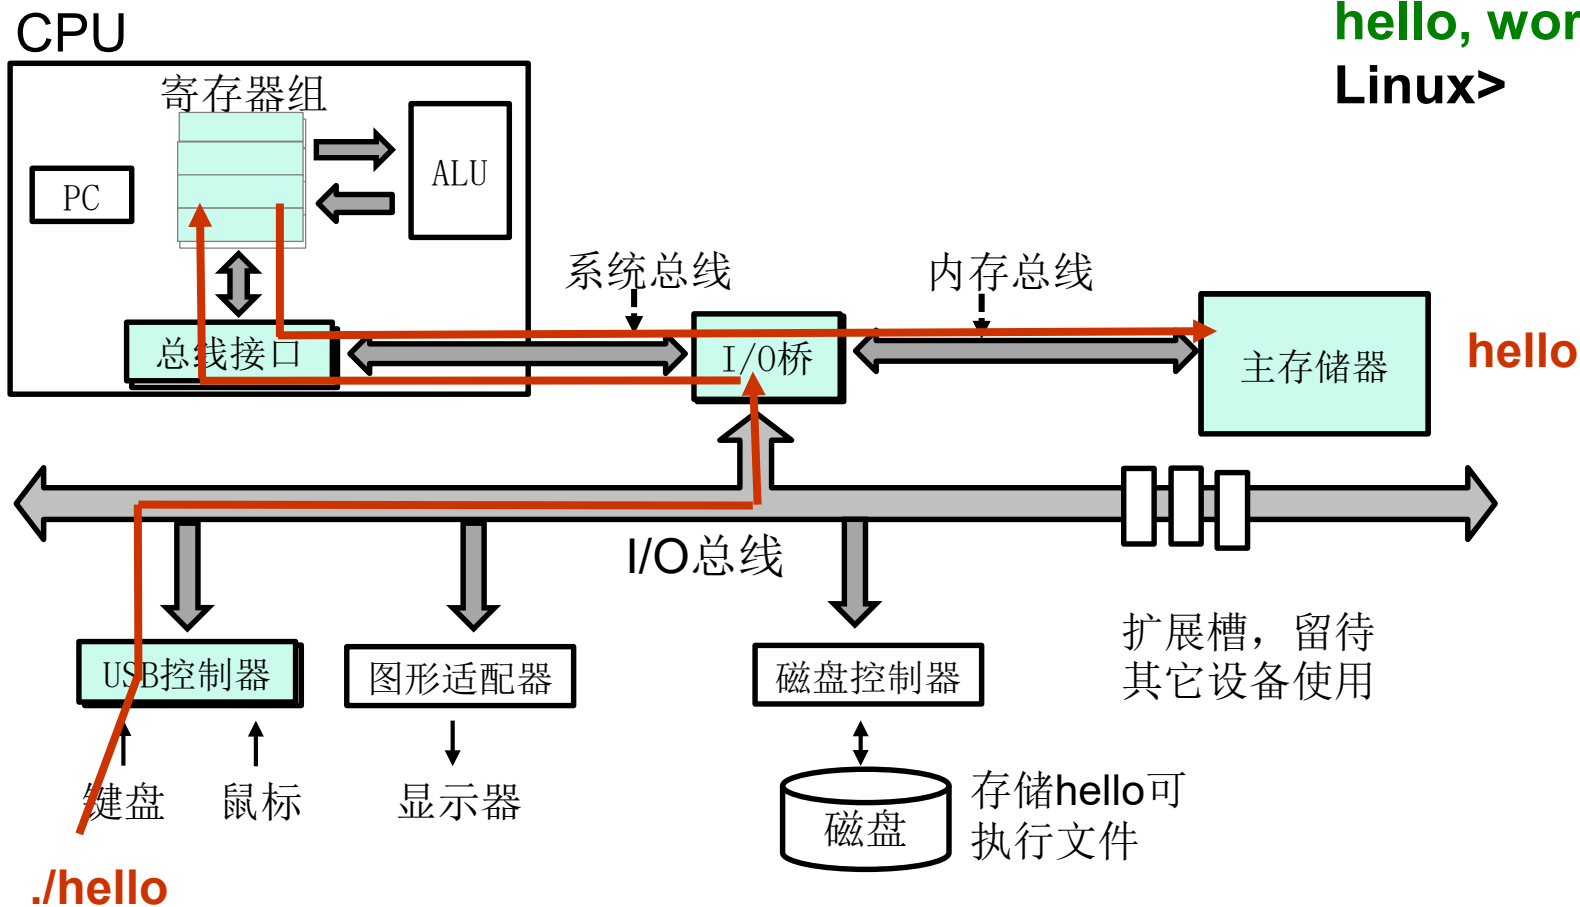 CPU
hello, wor
Linux>
寄存器组
PC
ALU
系统总线
内存总线
总线接口
I/O桥
主存储器
hello
I/O总线
USB控制器
图形适配器
磁盘控制器
扩展槽，留待
其它设备使用
键盘
鼠标
显示器
磁盘
存储hello可
执行文件
./hello